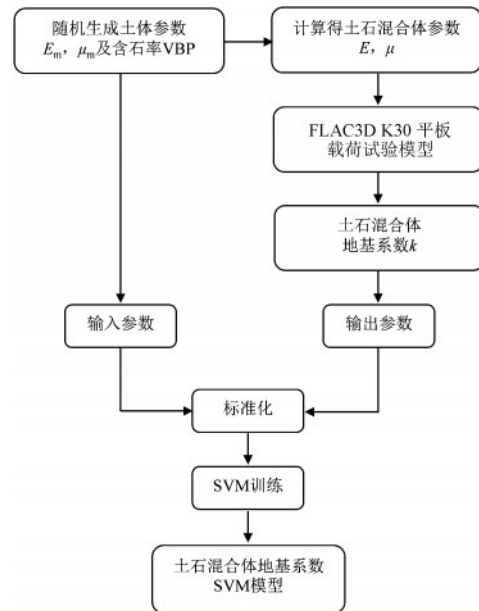 随机生成土体参数
Em，μm及含石率VBP
计算得土石混合体参数
E，μ
FLAC3D K30 平板
载荷试验模型
土石混合体
地基系数k
输入参数
输出参数
标准化
SVM训练
土石混合体地基系数
SVM模型